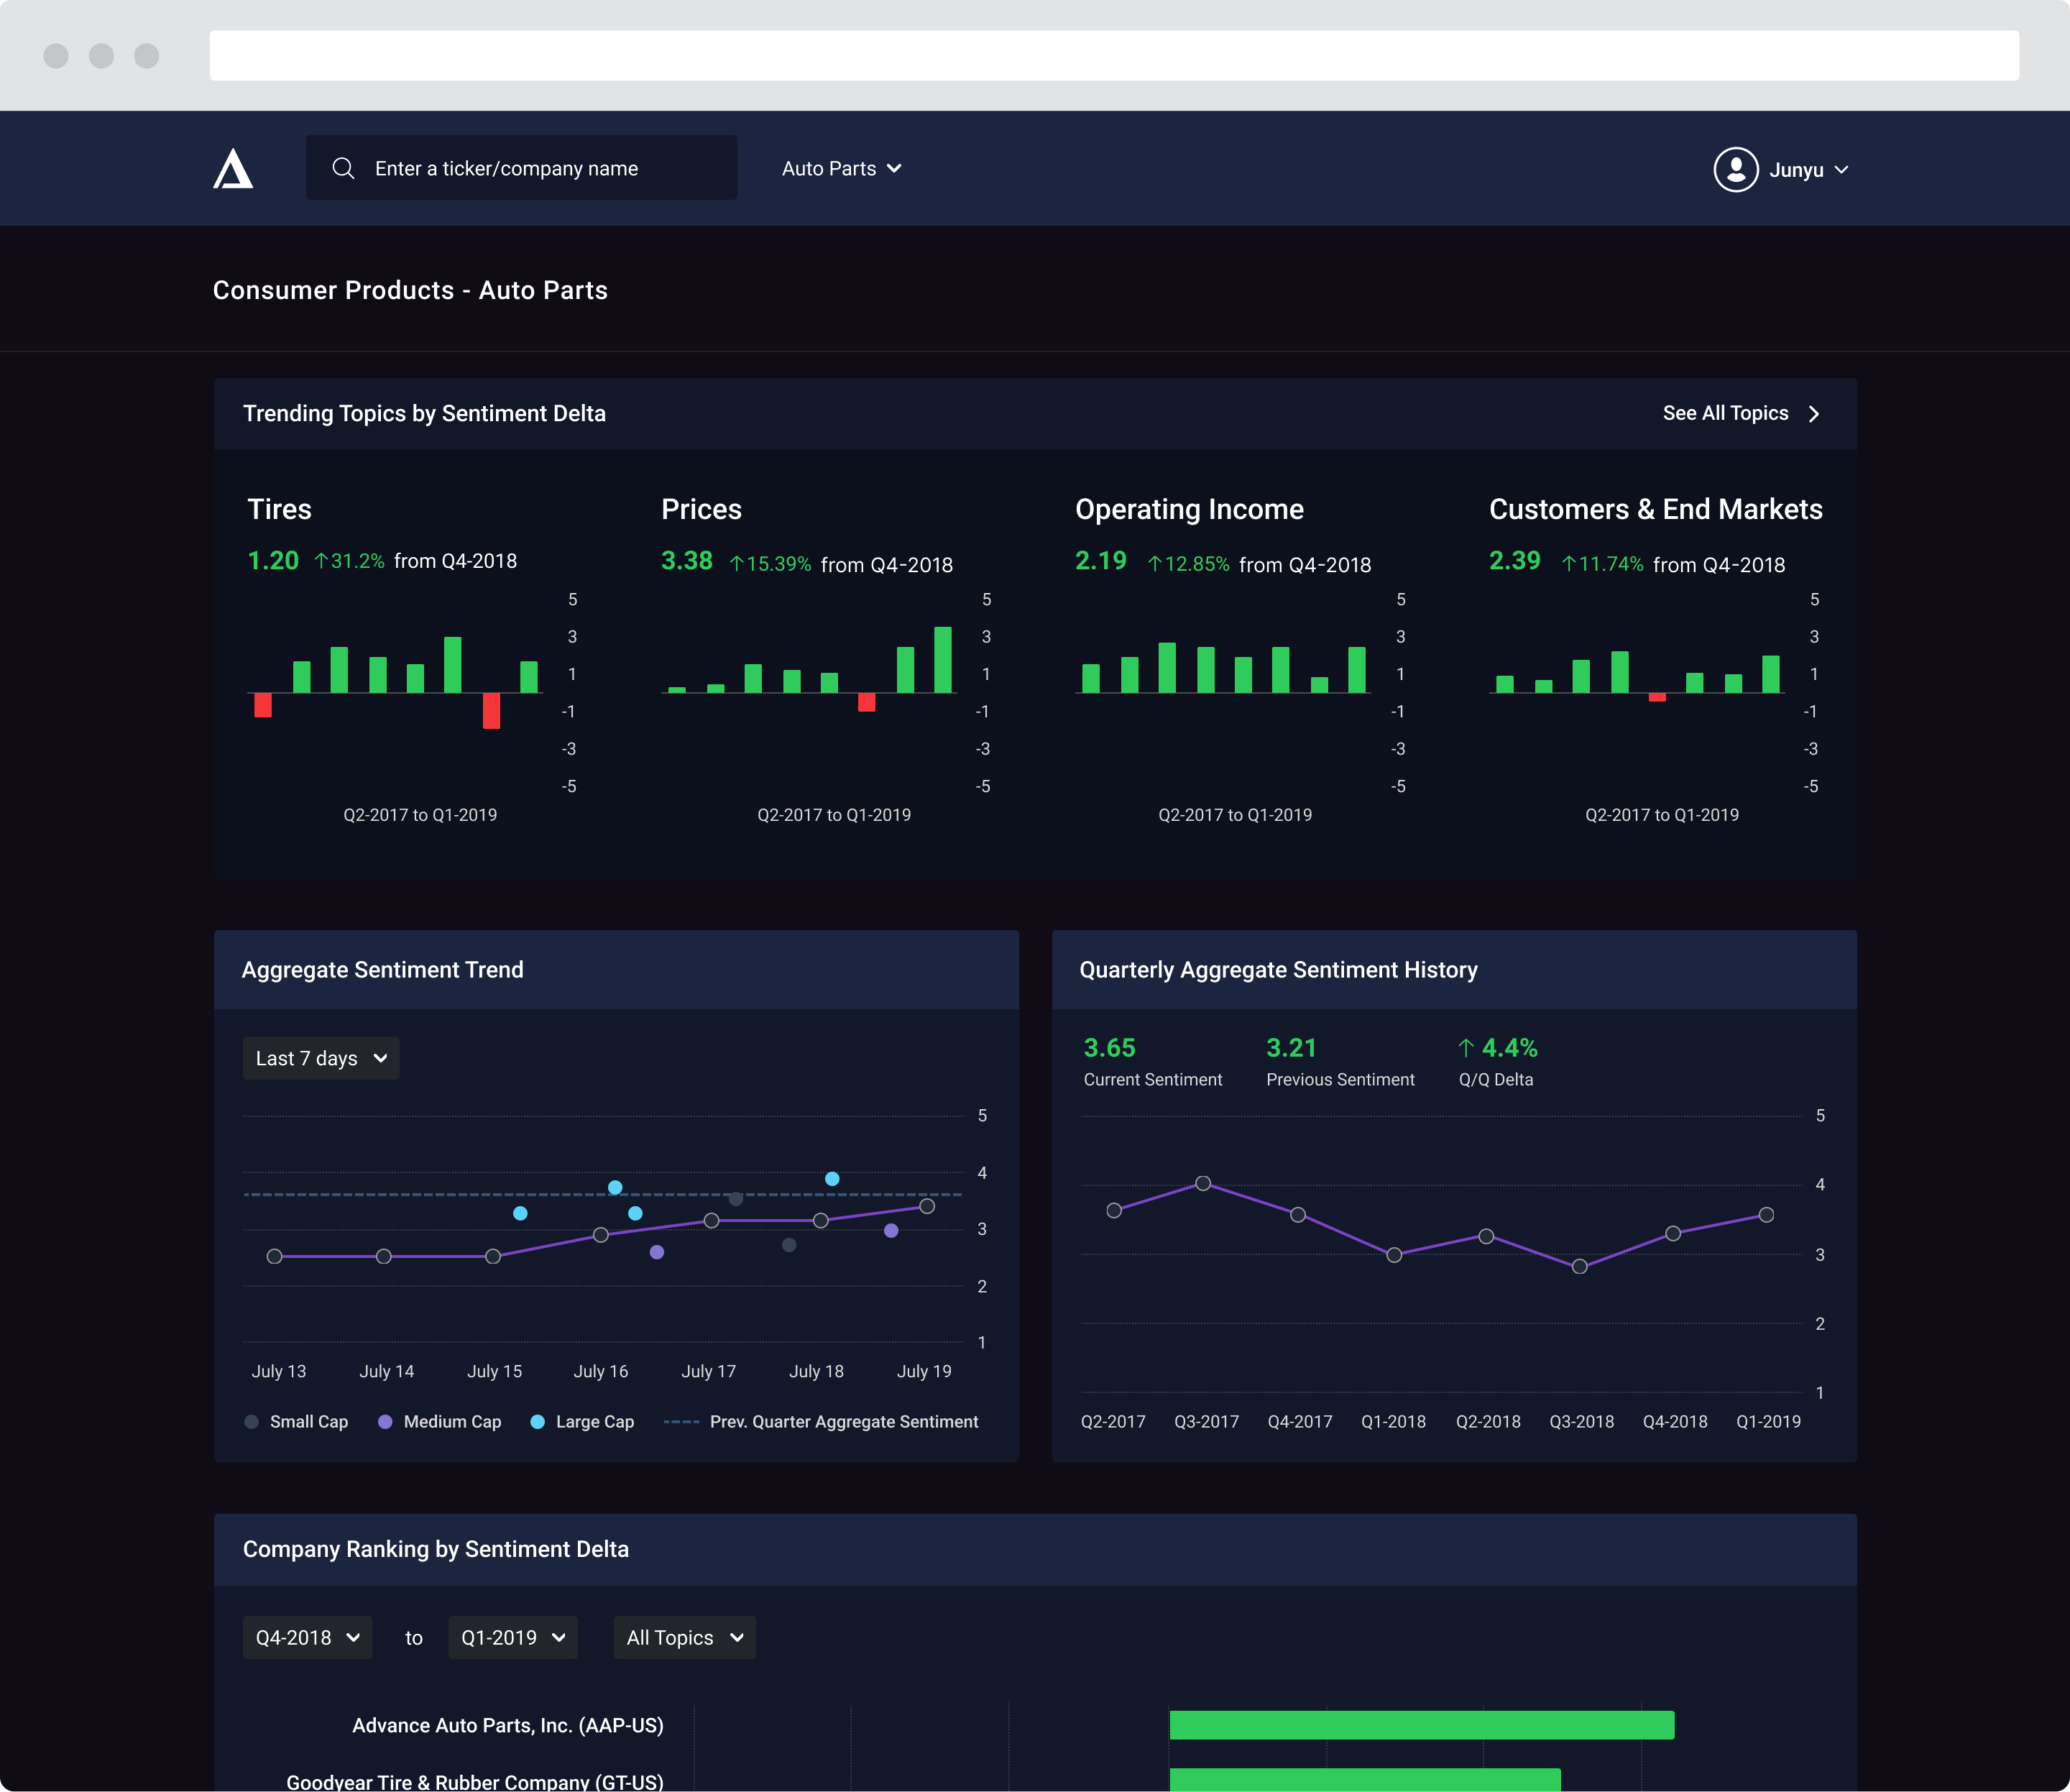 Enter a ticker/company name
Auto Parts
Junyu
Consumer Products - Auto Parts
Trending Topics by Sentiment Delta
See All Topics
Tires
1.20 ↑31.2% from Q4-2018
5
3
1
-1
-3
-5
Q2-2017 to Q1-2019
Prices
3.38 ↑15.39% from Q4-2018
5
3
1
-1
-3
-5
Q2-2017 to Q1-2019
Operating Income
2.19 ↑12.85% from Q4-2018
5
3
1
-1
-3
-5
Q2-2017 to Q1-2019
Customers & End Markets
2.39 ↑11.74% from Q4-2018
5
3
1
-1
-3
-5
Q2-2017 to Q1-2019
Aggregate Sentiment Trend
Last 7 days
5
4
3
2
1
July 13 July 14 July 15 July 16 July 17 July 18 July 19
Small Cap Medium Cap Large Cap Prev. Quarter Aggregate Sentiment
Quarterly Aggregate Sentiment History
3.65 3.21 ↑ 4.4%
Current Sentiment Previous Sentiment Q/Q Delta
5
4
3
2
1
Q2-2017 Q3-2017 Q4-2017 Q1-2018 Q2-2018 Q3-2018 Q4-2018 Q1-2019
Company Ranking by Sentiment Delta
Q4-2018 to Q1-2019 All Topics
Advance Auto Parts, Inc. (AAP-US)
Goodyear Tire & Rubber Company (GT-US)